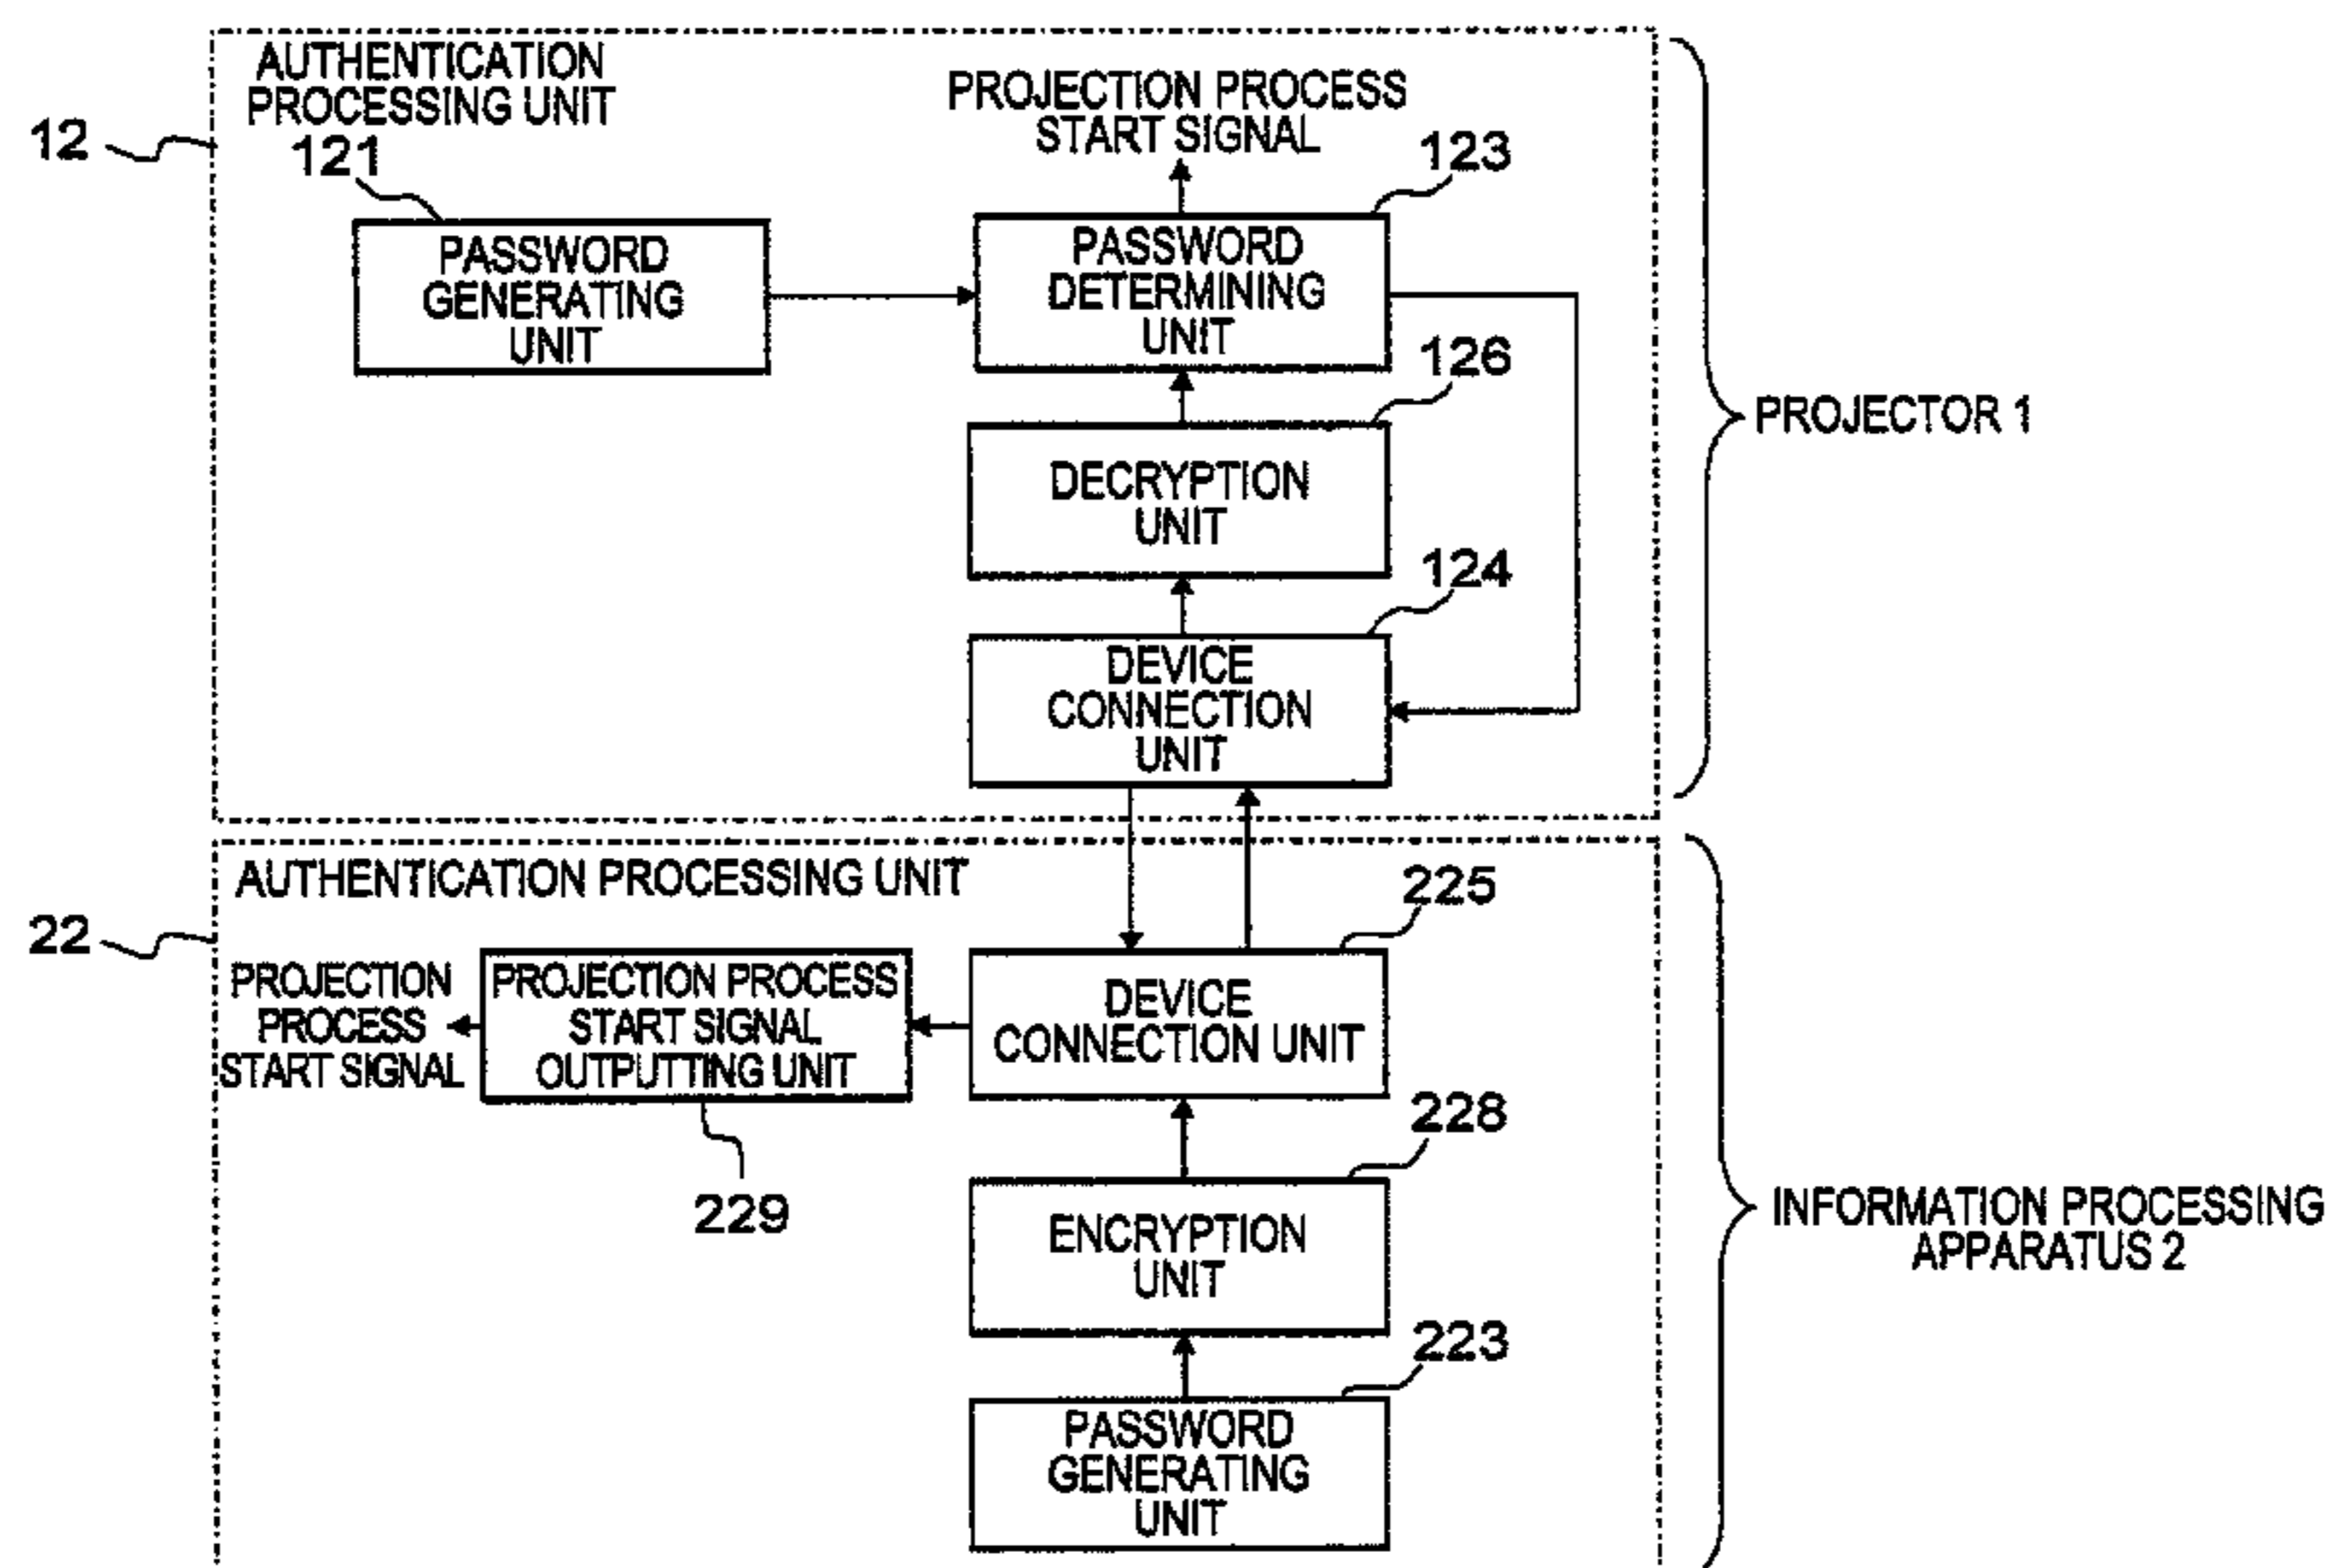 AUTHENTICATION
PROCESSING UNIT
12
121
PROJECTION PROCESS
START SIGNAL
123
PASSWORD
GENERATING
UNIT
PASSWORD
DETERMINING
UNIT
126
DECRYPTION
UNIT
124
DEVICE
CONNECTION
UNIT
PROJECTOR 1
AUTHENTICATION PROCESSING UNIT
22
225
PROJECTION
PROCESS
START SIGNAL
PROJECTION PROCESS
START SIGNAL
OUTPUTTING UNIT
229
DEVICE
CONNECTION UNIT
228
ENCRYPTION
UNIT
223
PASSWORD
GENERATING
UNIT
INFORMATION PROCESSING
APPARATUS 2